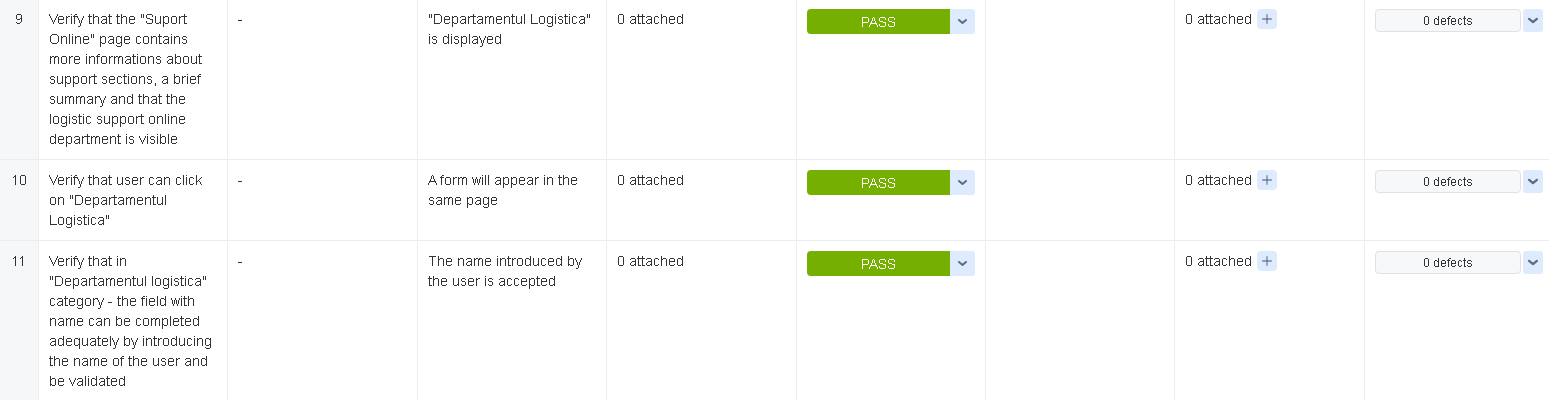 9
Verify that the "Suport
Online" page contains
more informations about
support sections, a brief
summary and that the
logistic support online
department is visible
-
"Departamentul Logistica"
is displayed
0 attached
PASS
0 attached
0 defects
10
Verify that user can click
on "Departamentul
Logistica"
-
A form will appear in the
same page
0 attached
PASS
0 attached
0 defects
11
Verify that in
"Departamentul logistica"
category - the field with
name can be completed
adequately by introducing
the name of the user and
be validated
-
The name introduced by
the user is accepted
0 attached
PASS
0 attached
0 defects